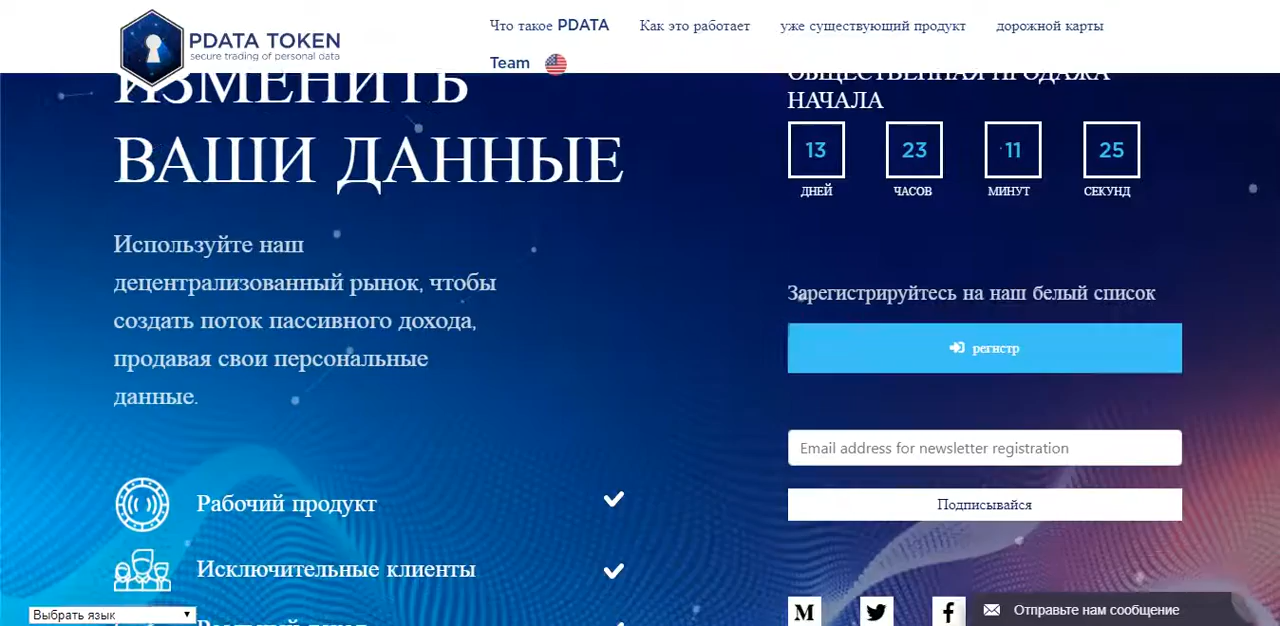 PDATA TOKEN
secure trading of personal data
Что такое PDATA
Как это работает
уже существующий продукт
дорожной карты
Team
ИЗМЕНИТЬ
ВАШИ ДАННЫЕ
Используйте наш
децентрализованный рынок, чтобы
создать поток пассивного дохода,
продавая свои персональные
данные.
Рабочий продукт
Исключительные клиенты
Выбрать язык
ОБЩЕСТВЕННАЯ ПРОДАЖА
НАЧАЛА
13
23
11
25
ДНЕЙ
ЧАСОВ
МИНУТ
СЕКУНД
Зарегистрируйтесь на наш белый список
регистр
Email address for newsletter registration
Подписывайся
Отправьте нам сообщение